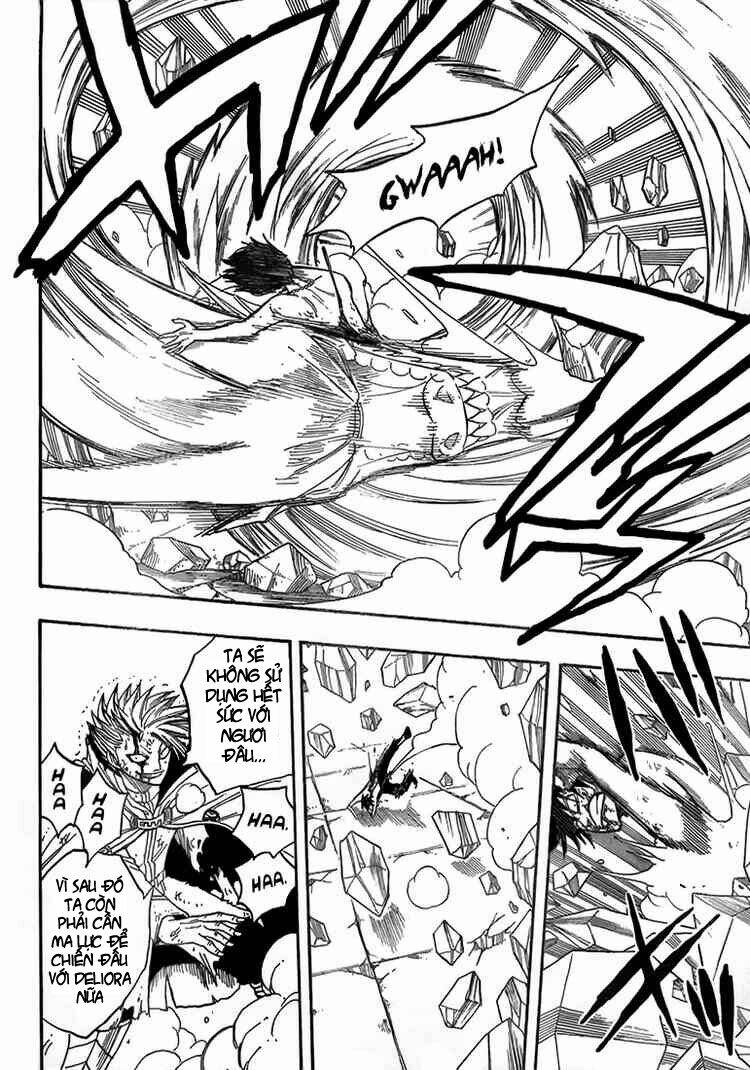 GWAAAH!
TA SẼ
KHÔNG SỬ
DỤNG HẾT
SỨC VỚI
NGƯƠI
ĐÂU...
HAA
HAA
HAA.
HAA.
VÌ SAU ĐÓ
TA CÒN
PHẢI CẦN
MA LỰC ĐỂ
CHIẾN ĐẤU
VỚI DELIORA
NỮA